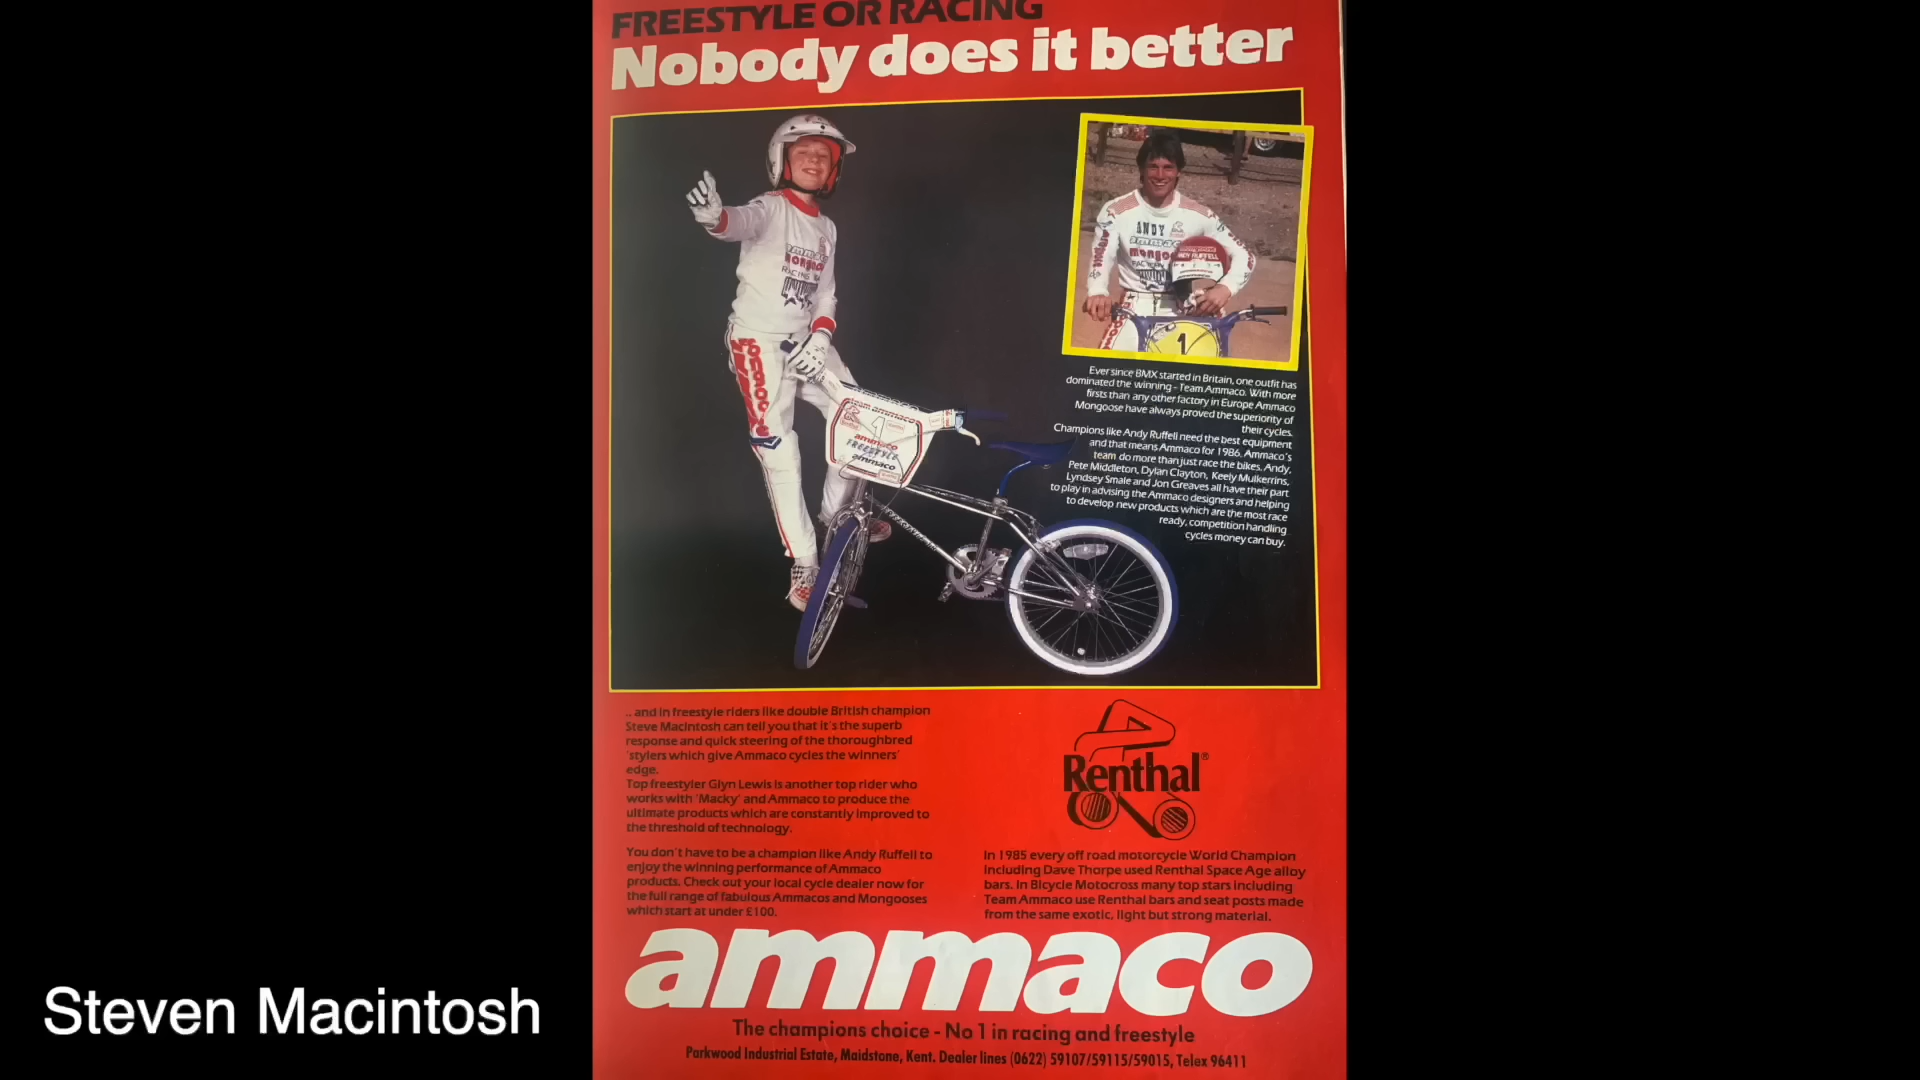 FREESTYLE OR RACING
Nobody does it better
ANDY
ammaco
RACING
ANDY RUFFELL
1
ammaco
RACING
team ammaco
1
ammaco
FREESTYLE
ammaco
Ever since BMX started in Britain, one outfit has
dominated the winning - Team Ammaco. With more
firsts than any other factory in Europe Ammaco
Mongoose have always proved the superiority of
their cycles.
Champions like Andy Ruffell need the best equipment
and that means Ammaco for 1986. Ammaco's
team do more than just race the bikes. Andy,
Pete Middleton, Dylan Clayton, Keely Mulkerrins,
Lyndsey Smale and Jon Greaves all have their part
to play in advising the Ammaco designers and helping
to develop new products which are the most race
ready, competition handling
cycles money can buy.
.. and in freestyle riders like double British champion
Steve MacIntosh can tell you that it's the superb
response and quick steering of the thoroughbred
'stylers which give Ammaco cycles the winners'
edge.
Top freestyler Glyn Lewis is another top rider who
works with 'Macky' and Ammaco to produce the
ultimate products which are constantly improved to
the threshold of technology.
You don't have to be a champion like Andy Ruffell to
enjoy the winning performance of Ammaco
products. Check out your local cycle dealer now for
the full range of fabulous Ammacos and Mongooses
which start at under £100.
Renthal®
In 1985 every off road motorcycle World Champion
including Dave Thorpe used Renthal Space Age alloy
bars. In Bicycle Motocross many top stars including
Team Ammaco use Renthal bars and seat posts made
from the same exotic, light but strong material.
ammaco
The champions choice - No 1 in racing and freestyle
Parkwood Industrial Estate, Maidstone, Kent. Dealer lines (0622) 59107/59115/59015, Telex 96411
Steven Macintosh